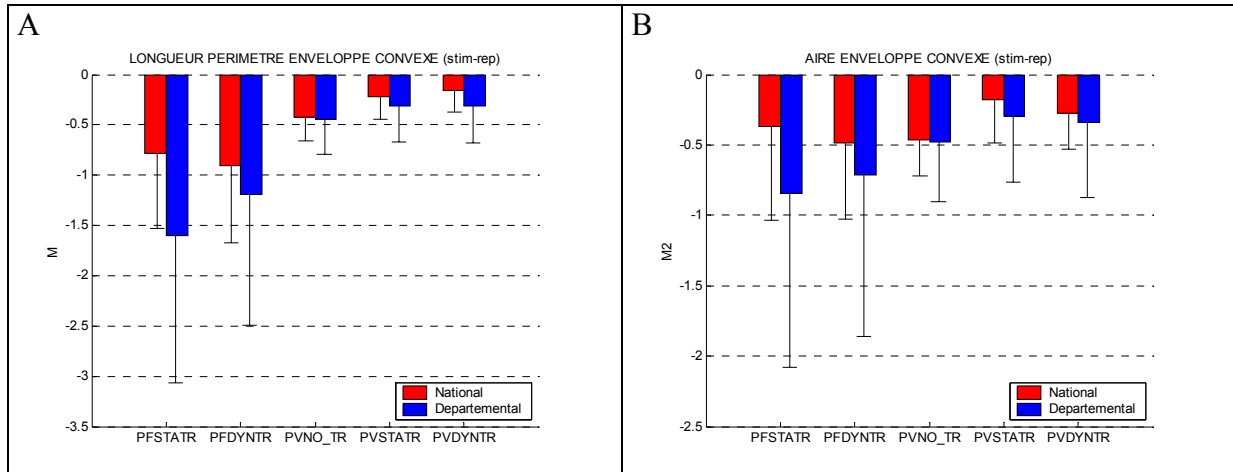 A
LONGUEUR PERIMETRE ENVELOPPE CONVEXE (stim-rep)
0
-0.5
-1
-1.5
-2
-2.5
-3
-3.5
M
National
Departemental
PFSTATR PFDYNTR PVNO_TR PVSTATR PVDYNTR
B
AIRE ENVELOPPE CONVEXE (stim-rep)
0
-0.5
-1
-1.5
-2
-2.5
M2
National
Departemental
PFSTATR PFDYNTR PVNO_TR PVSTATR PVDYNTR